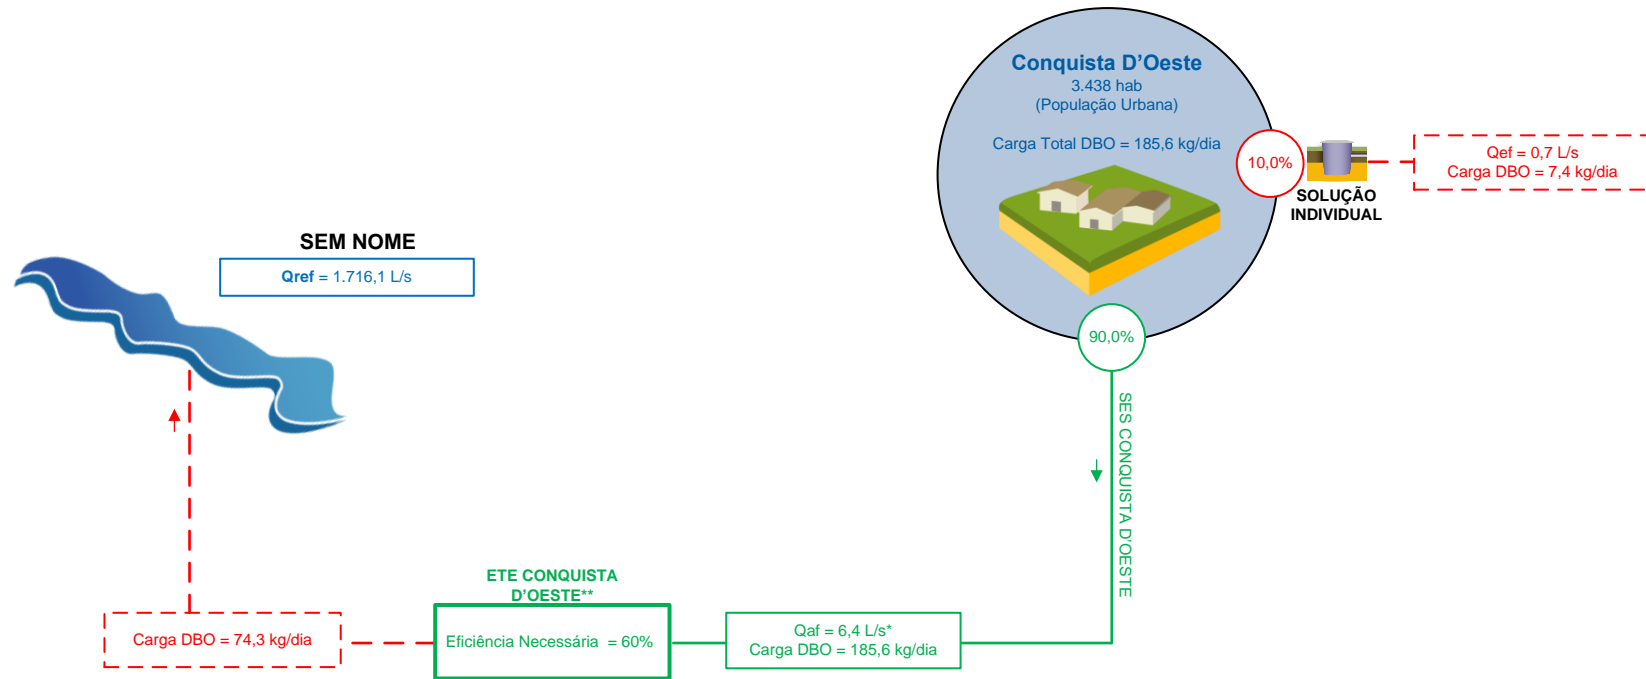 Conquista D'Oeste
3.438 hab
(População Urbana)
Carga Total DBO = 185,6 kg/dia
10,0%
SOLUÇÃO
INDIVIDUAL
Qef = 0,7 L/s
Carga DBO = 7,4 kg/dia
SEM NOME
Qref = 1.716,1 L/s
90,0%
SES CONQUISTA D'OESTE
ETE CONQUISTA
D'OESTE**
Eficiência Necessária = 60%
Qaf = 6,4 L/s*
Carga DBO = 185,6 kg/dia
Carga DBO = 74,3 kg/dia